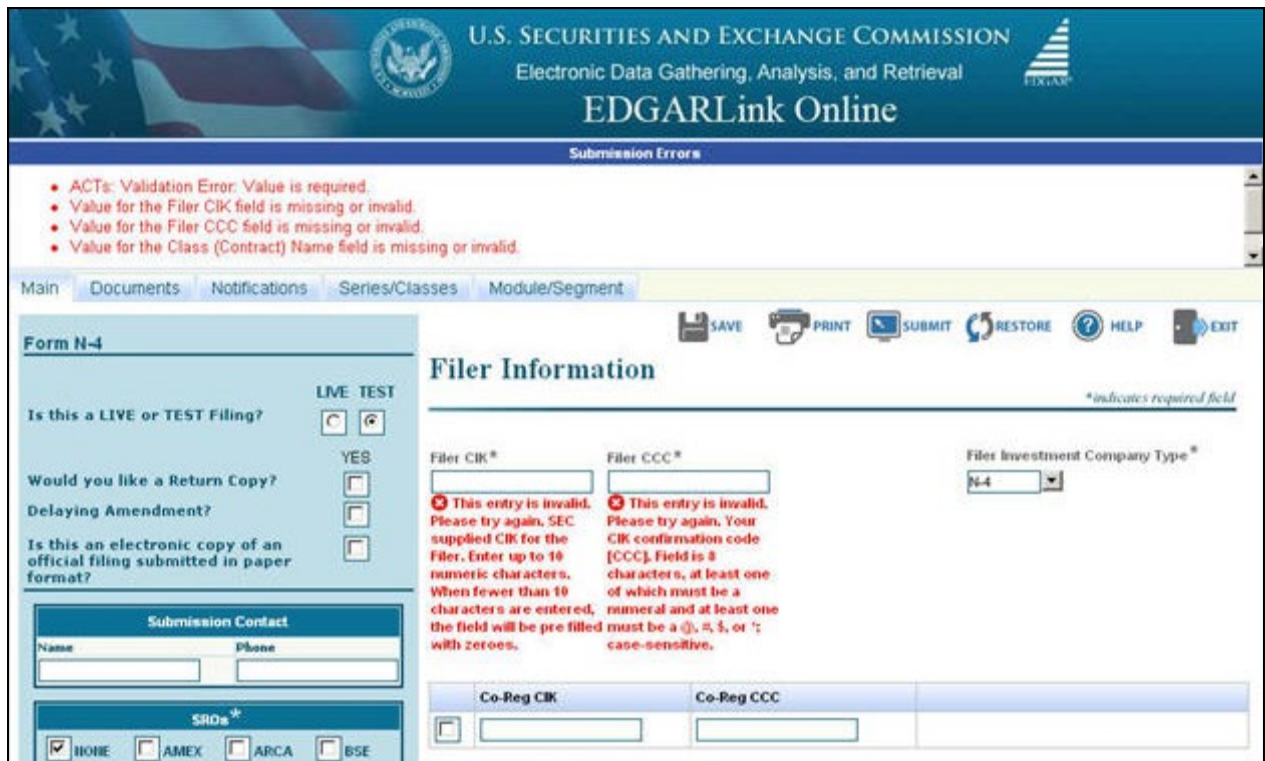 U.S. SECURITIES AND EXCHANGE COMMISSION
Electronic Data Gathering, Analysis, and Retrieval
EDGAR
EDGARLink Online
Submission Errors
ACTs: Validation Error: Value is required.
Value for the Filer CIK field is missing or invalid.
Value for the Filer CCC field is missing or invalid.
Value for the Class (Contract) Name field is missing or invalid.
Main Documents Notifications Series/Classes Module/Segment
SAVE PRINT SUBMIT RESTORE HELP EXIT
Form N-4
Filer Information
*indicates required field
LIVE TEST
Is this a LIVE or TEST Filing?
YES
Would you like a Return Copy?
Delaying Amendment?
Is this an electronic copy of an
official filing submitted in paper
format?
Submission Contact
Name Phone
SROs*
NONE AMEX ARCA BSE
Filer CIK*
This entry is invalid.
Please try again. SEC
supplied CIK for the
Filer. Enter up to 10
numeric characters.
When fewer than 10
characters are entered,
the field will be pre filled
with zeroes.
Filer CCC*
This entry is invalid.
Please try again. Your
CIK confirmation code
[CCC]. Field is 8
characters, at least one
of which must be a
numeral and at least one
must be a @, #, $, or *;
case-sensitive.
Filer Investment Company Type*
N-4
Co-Reg CIK Co-Reg CCC